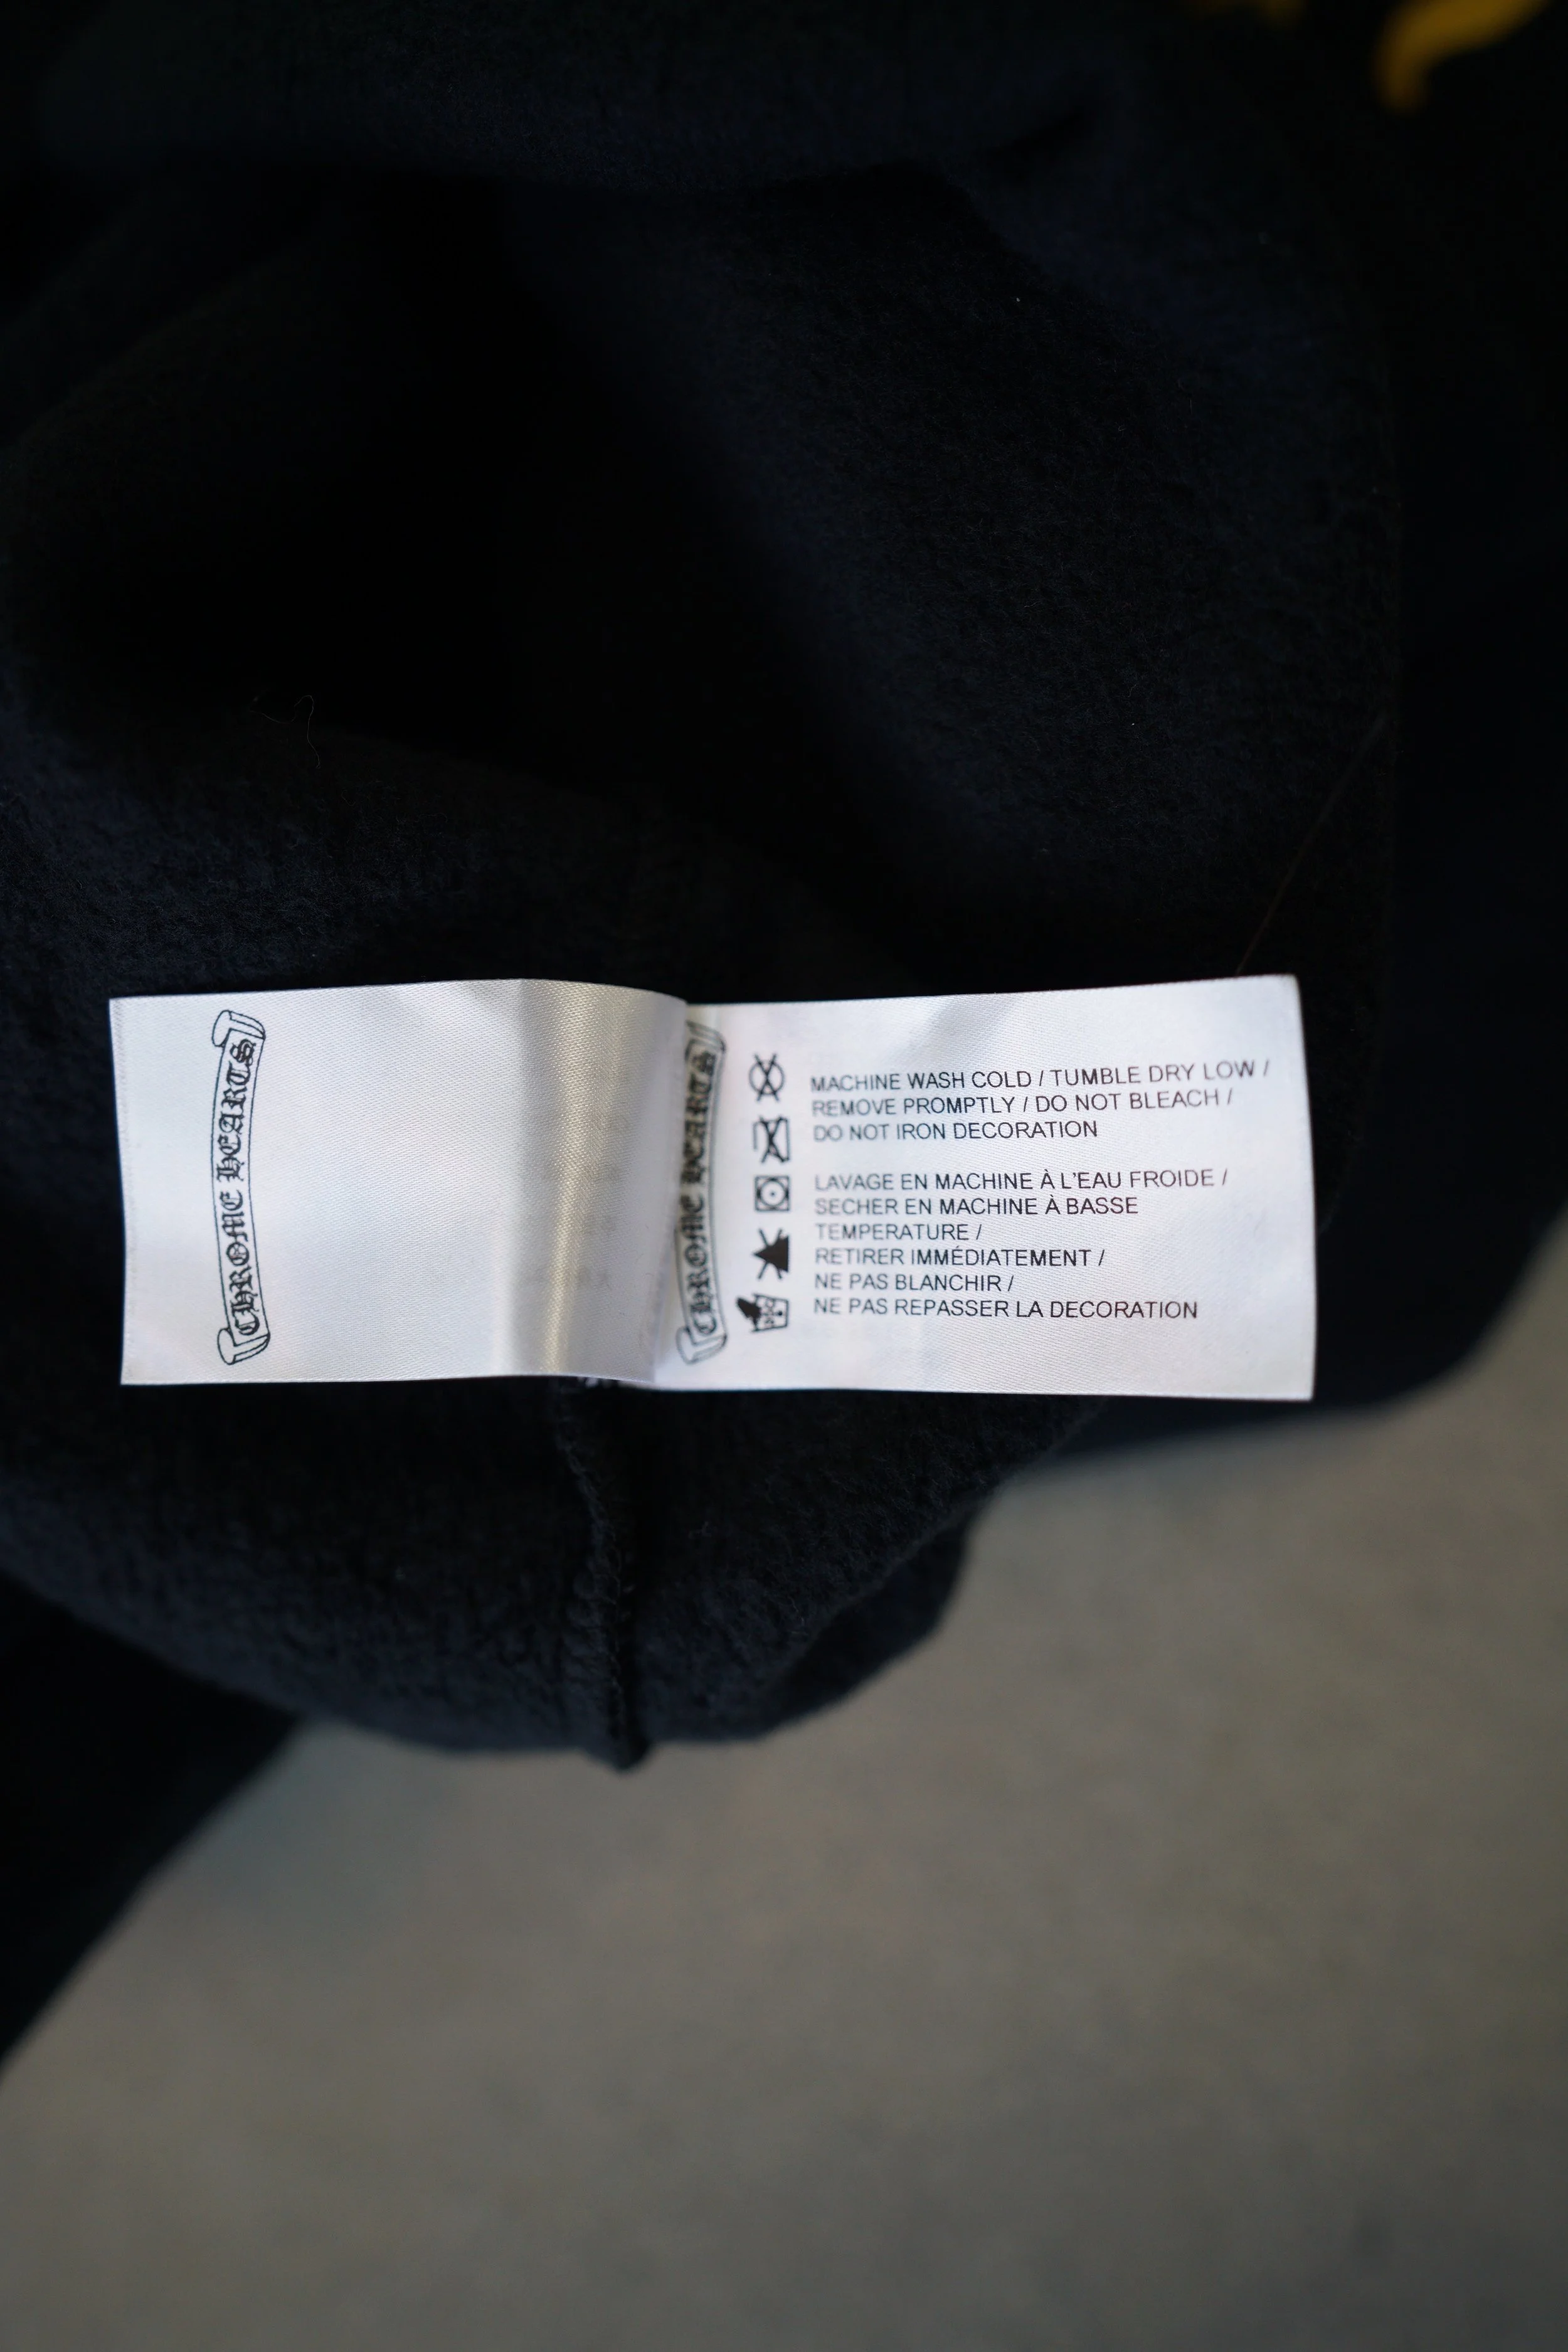 CHROME HEARTS
CHROME HEARTS
MACHINE WASH COLD / TUMBLE DRY LOW /
REMOVE PROMPTLY / DO NOT BLEACH /
DO NOT IRON DECORATION
LAVAGE EN MACHINE À L'EAU FROIDE /
SECHER EN MACHINE À BASSE
TEMPERATURE /
RETIRER IMMÉDIATEMENT /
NE PAS BLANCHIR /
NE PAS REPASSER LA DECORATION